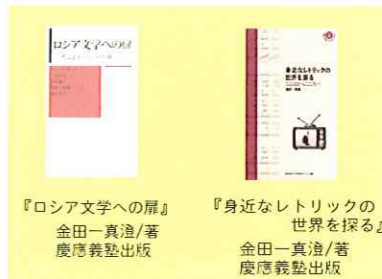 ロシア文学への扉
身近なレトリックの
世界を探る
『ロシア文学への扉』
金田一真澄/著
慶應義塾出版
『身近なレトリックの
世界を探る』
金田一真澄/著
慶應義塾出版